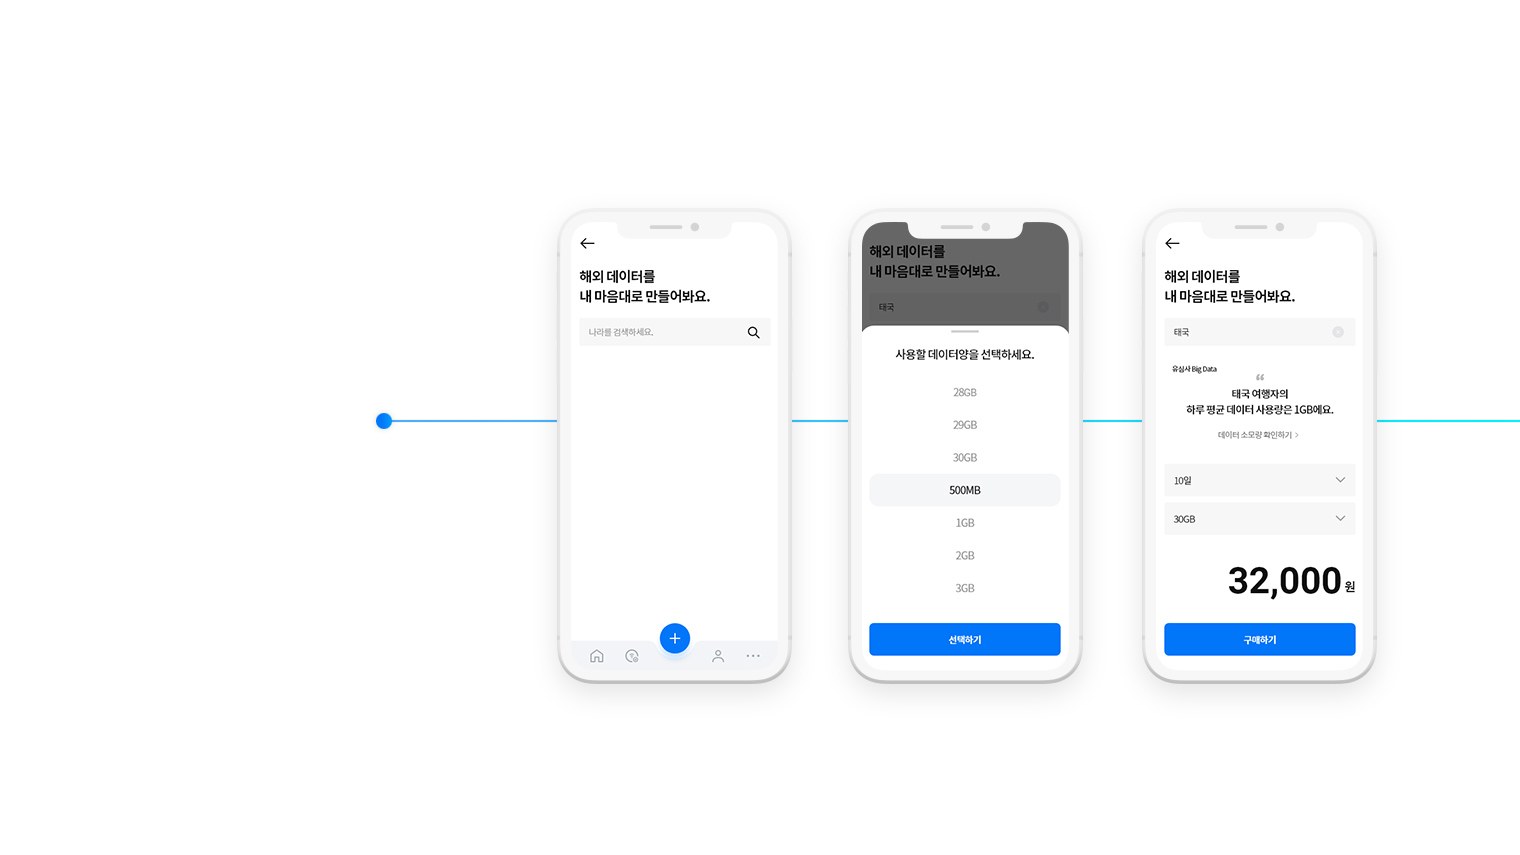 해외 데이터를
내 마음대로 만들어봐요.
나라를 검색하세요.
해외 데이터를
내 마음대로 만들어봐요.
태국
사용할 데이터양을 선택하세요.
28GB
29GB
30GB
500MB
1GB
2GB
3GB
선택하기
해외 데이터를
내 마음대로 만들어봐요.
태국
유심사 Big Data
“
태국 여행자의
하루 평균 데이터 사용량은 1GB에요.
데이터 소모량 확인하기 >
10일
30GB
32,000 원
구매하기